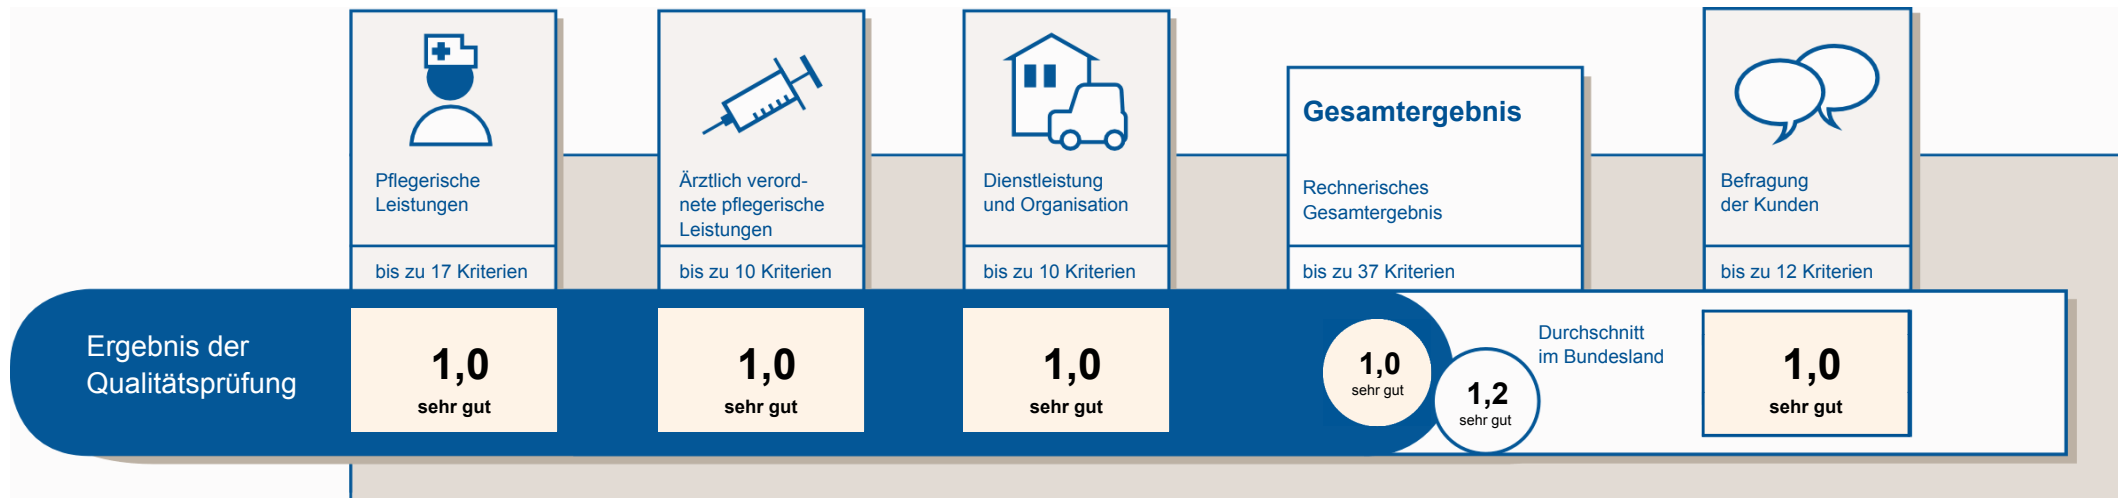 Pflegerische
Leistungen
bis zu 17 Kriterien
Ärztlich verord-
nete pflegerische
Leistungen
bis zu 10 Kriterien
Dienstleistung
und Organisation
bis zu 10 Kriterien
Gesamtergebnis
Rechnerisches
Gesamtergebnis
bis zu 37 Kriterien
Befragung
der Kunden
bis zu 12 Kriterien
Ergebnis der
Qualitätsprüfung
1,0
sehr gut
1,0
sehr gut
1,0
sehr gut
1,0
sehr gut
1,2
sehr gut
Durchschnitt
im Bundesland
1,0
sehr gut